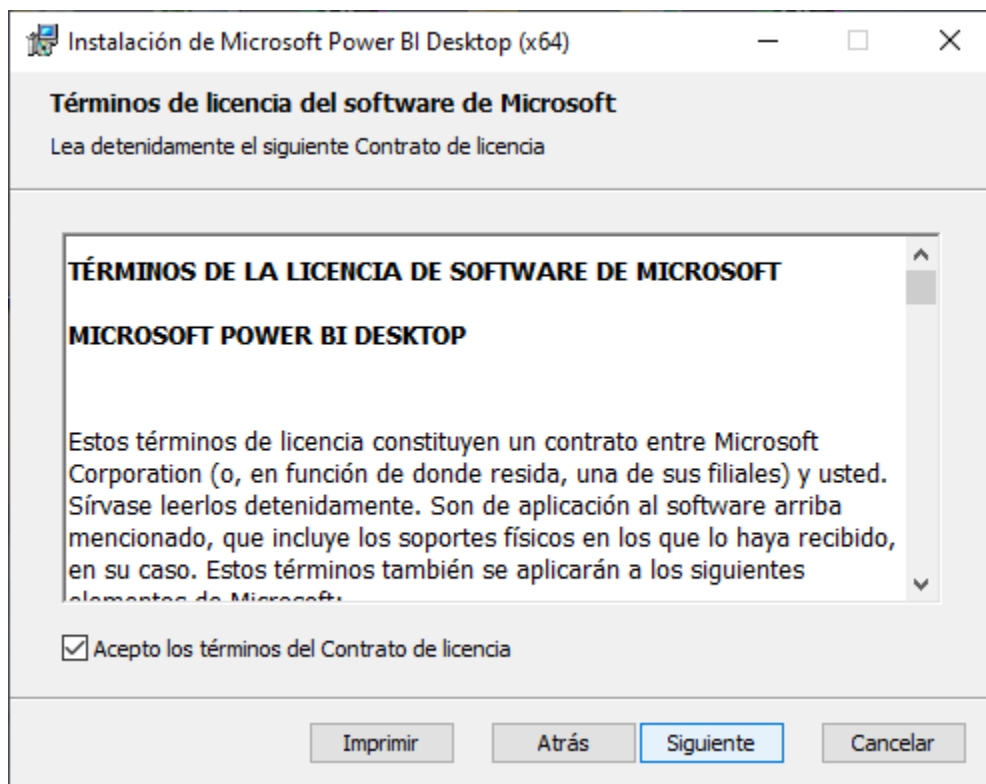 Instalación de Microsoft Power BI Desktop (x64)
Términos de licencia del software de Microsoft
Lea detenidamente el siguiente Contrato de licencia
TÉRMINOS DE LA LICENCIA DE SOFTWARE DE MICROSOFT
MICROSOFT POWER BI DESKTOP
Estos términos de licencia constituyen un contrato entre Microsoft
Corporation (o, en función de donde resida, una de sus filiales) y usted.
Sírvase leerlos detenidamente. Son de aplicación al software arriba
mencionado, que incluye los soportes físicos en los que lo haya recibido,
en su caso. Estos términos también se aplicarán a los siguientes
elementos de Microsoft:
Acepto los términos del Contrato de licencia
Imprimir Atrás Siguiente Cancelar